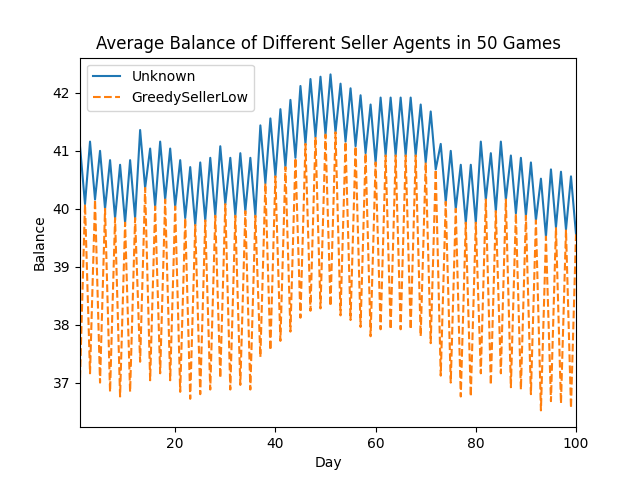 Average Balance of Different Seller Agents in 50 Games
Unknown
GreedySellerLow
42
41
40
39
38
37
Balance
20
40
60
80
100
Day